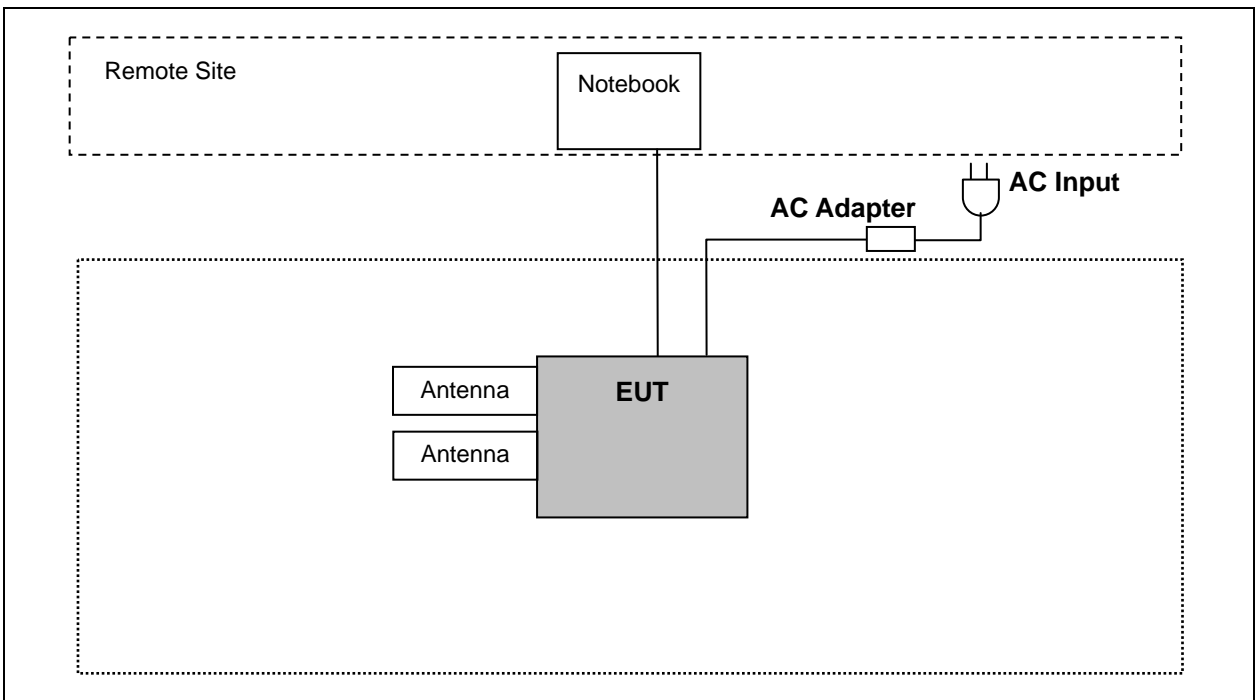 Remote Site
Notebook
AC Input
AC Adapter
Antenna
EUT
Antenna